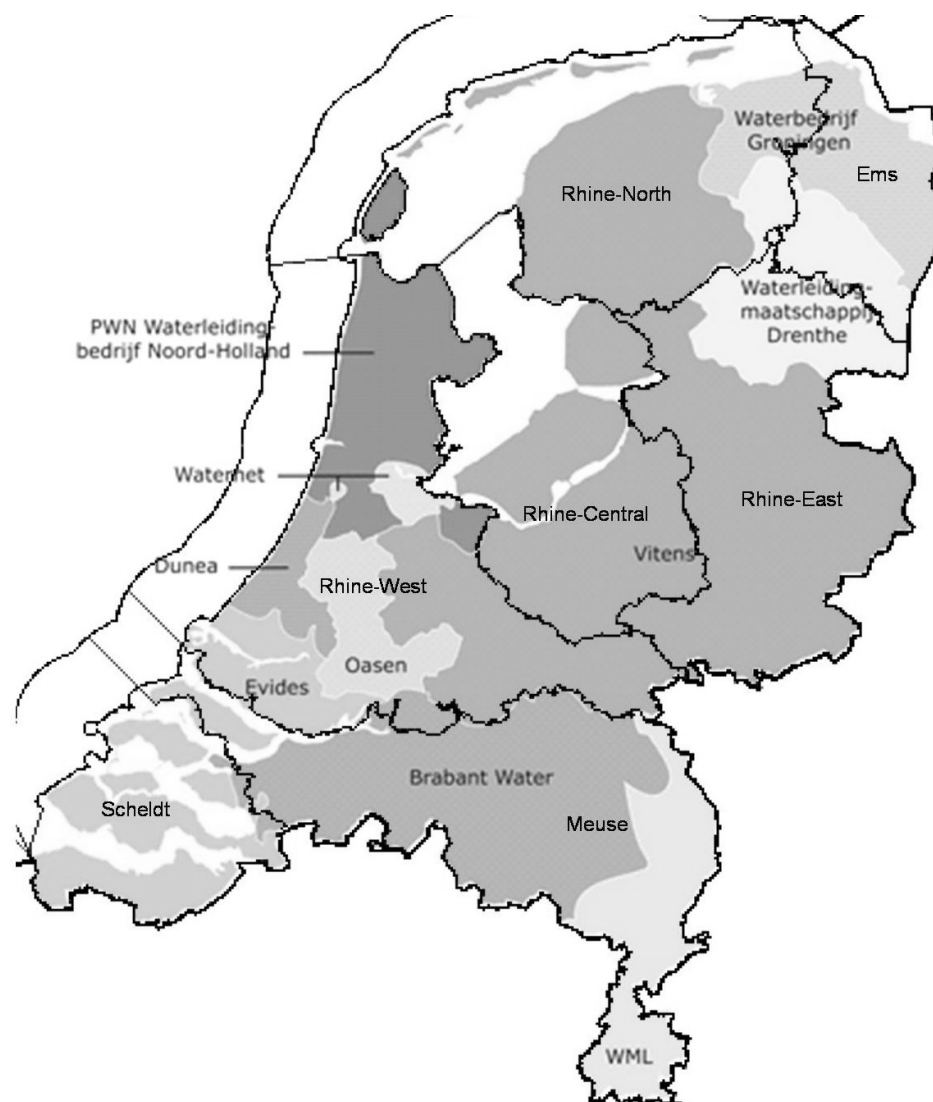 Waterbedrijf
Groningen
Ems
Rhine-North
Waterleiding-
maatschappij
Drenthe
PWN Waterleiding-
bedrijf Noord-Holland
Waternet
Rhine-East
Rhine-Central
Vitens
Dunea
Rhine-West
Oasen
Evides
Brabant Water
Scheldt
Meuse
WML